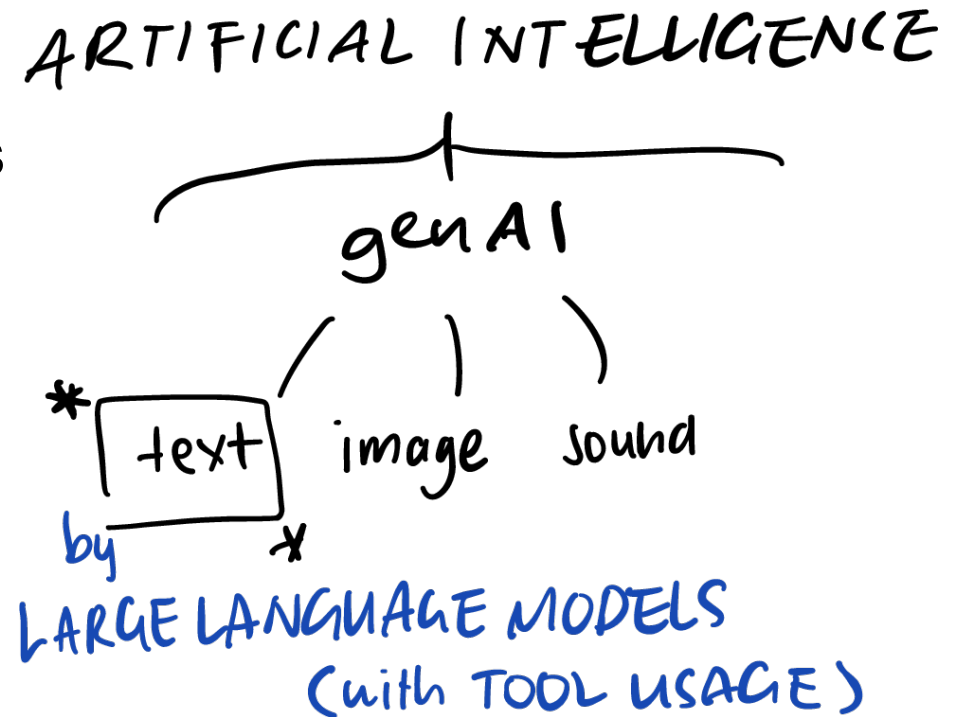 ARTIFICIAL INTELLIGENCE
genAI
* text image sound
by *
LARGE LANGUAGE MODELS
(with TOOL USAGE)